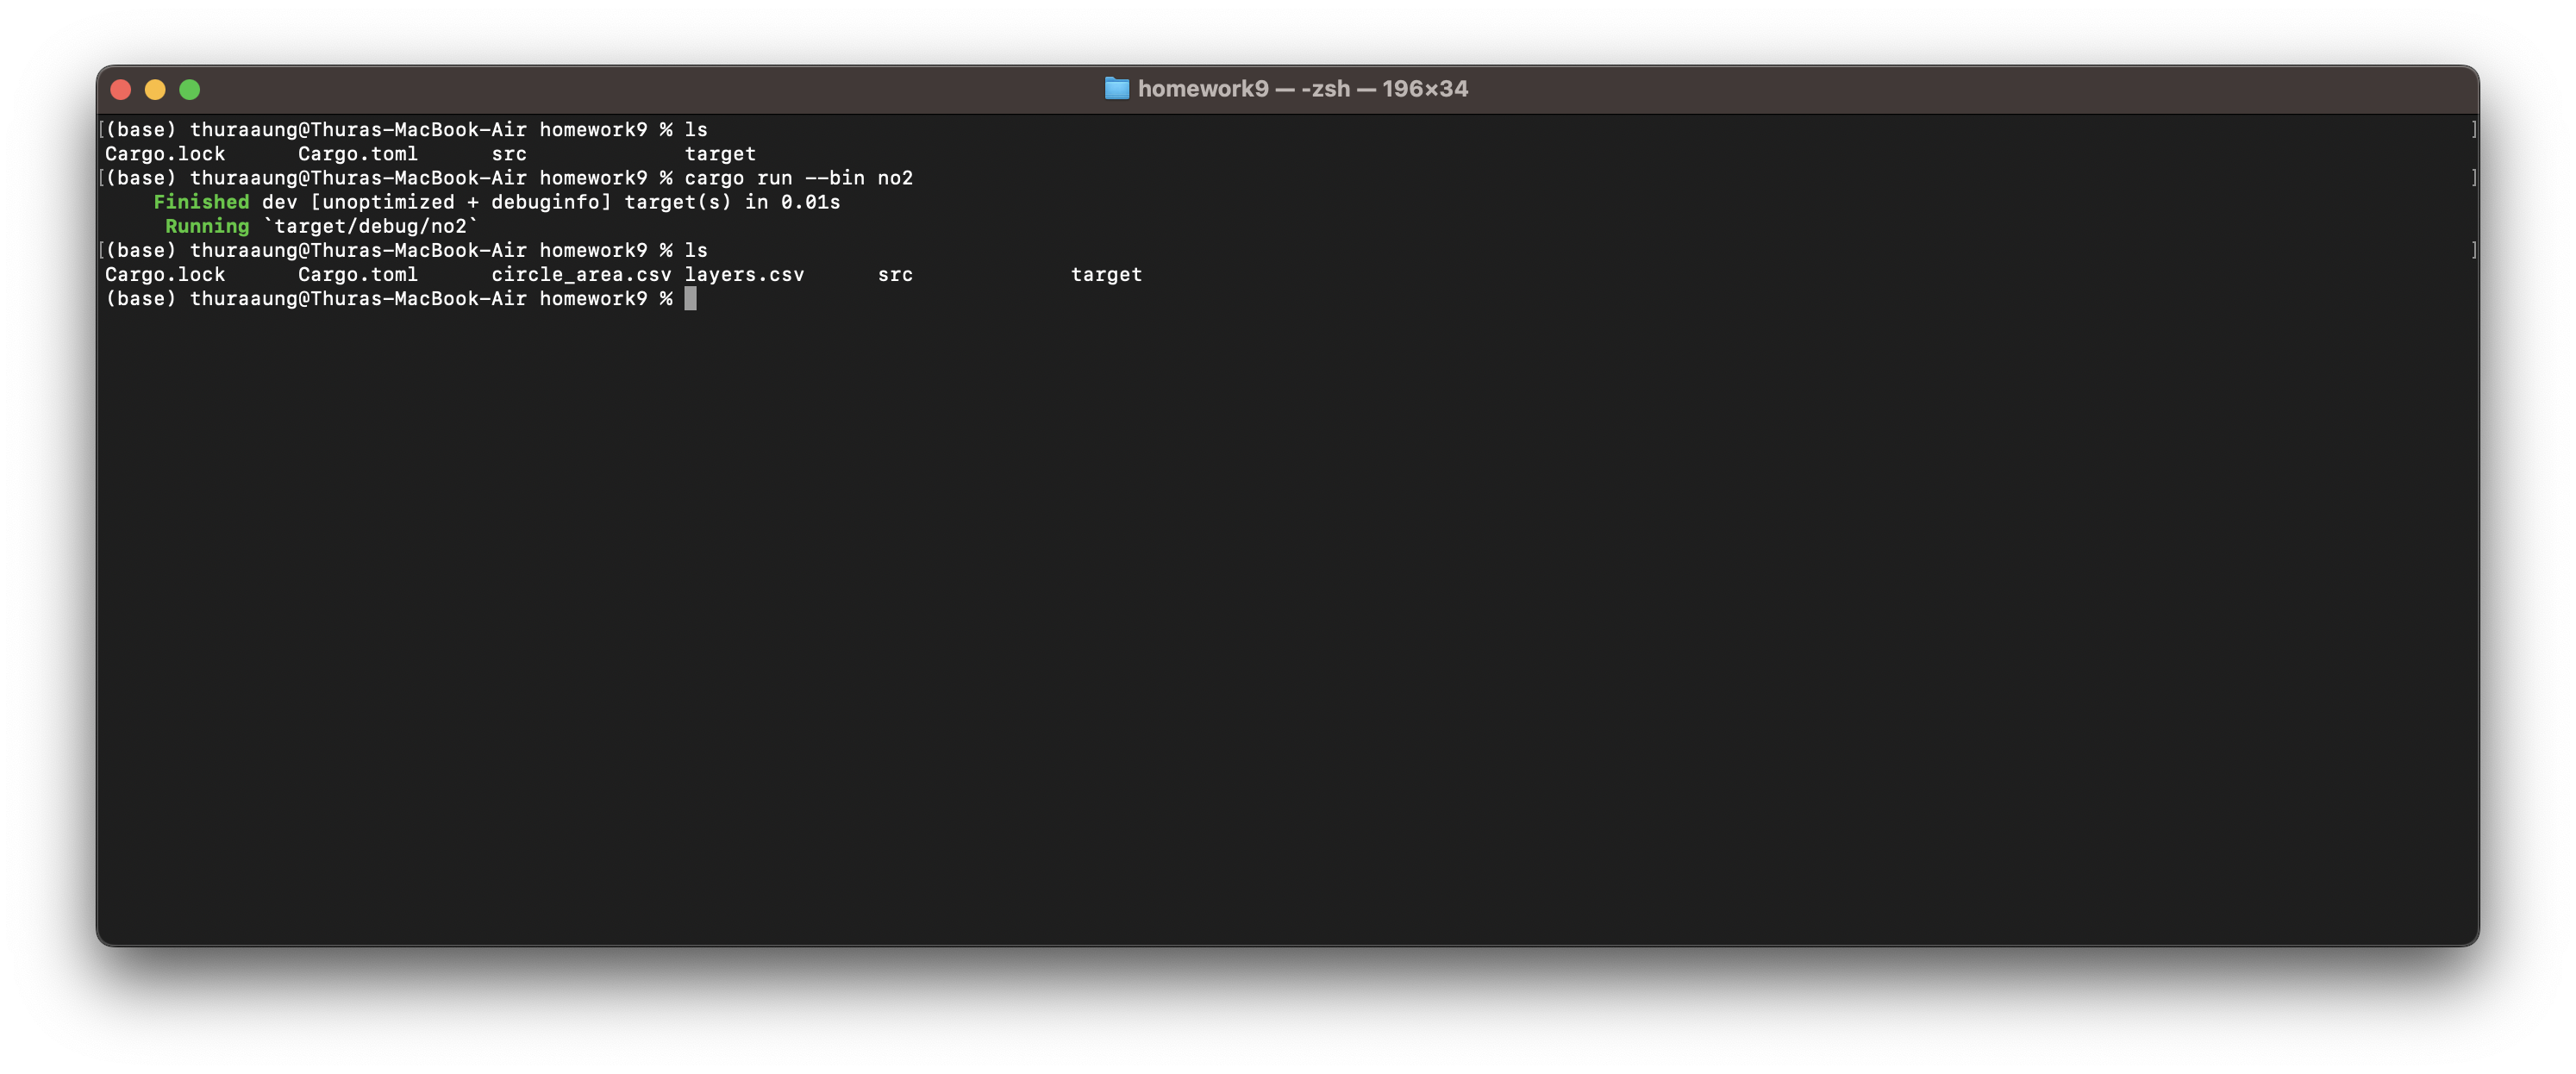 homework9 — -zsh — 196×34
[(base) thuraaung@Thuras-MacBook-Air homework9 % ls ]
Cargo.lock Cargo.toml src target
[(base) thuraaung@Thuras-MacBook-Air homework9 % cargo run --bin no2 ]
Finished dev [unoptimized + debuginfo] target(s) in 0.01s
Running `target/debug/no2`
[(base) thuraaung@Thuras-MacBook-Air homework9 % ls ]
Cargo.lock Cargo.toml circle_area.csv layers.csv src target
(base) thuraaung@Thuras-MacBook-Air homework9 %